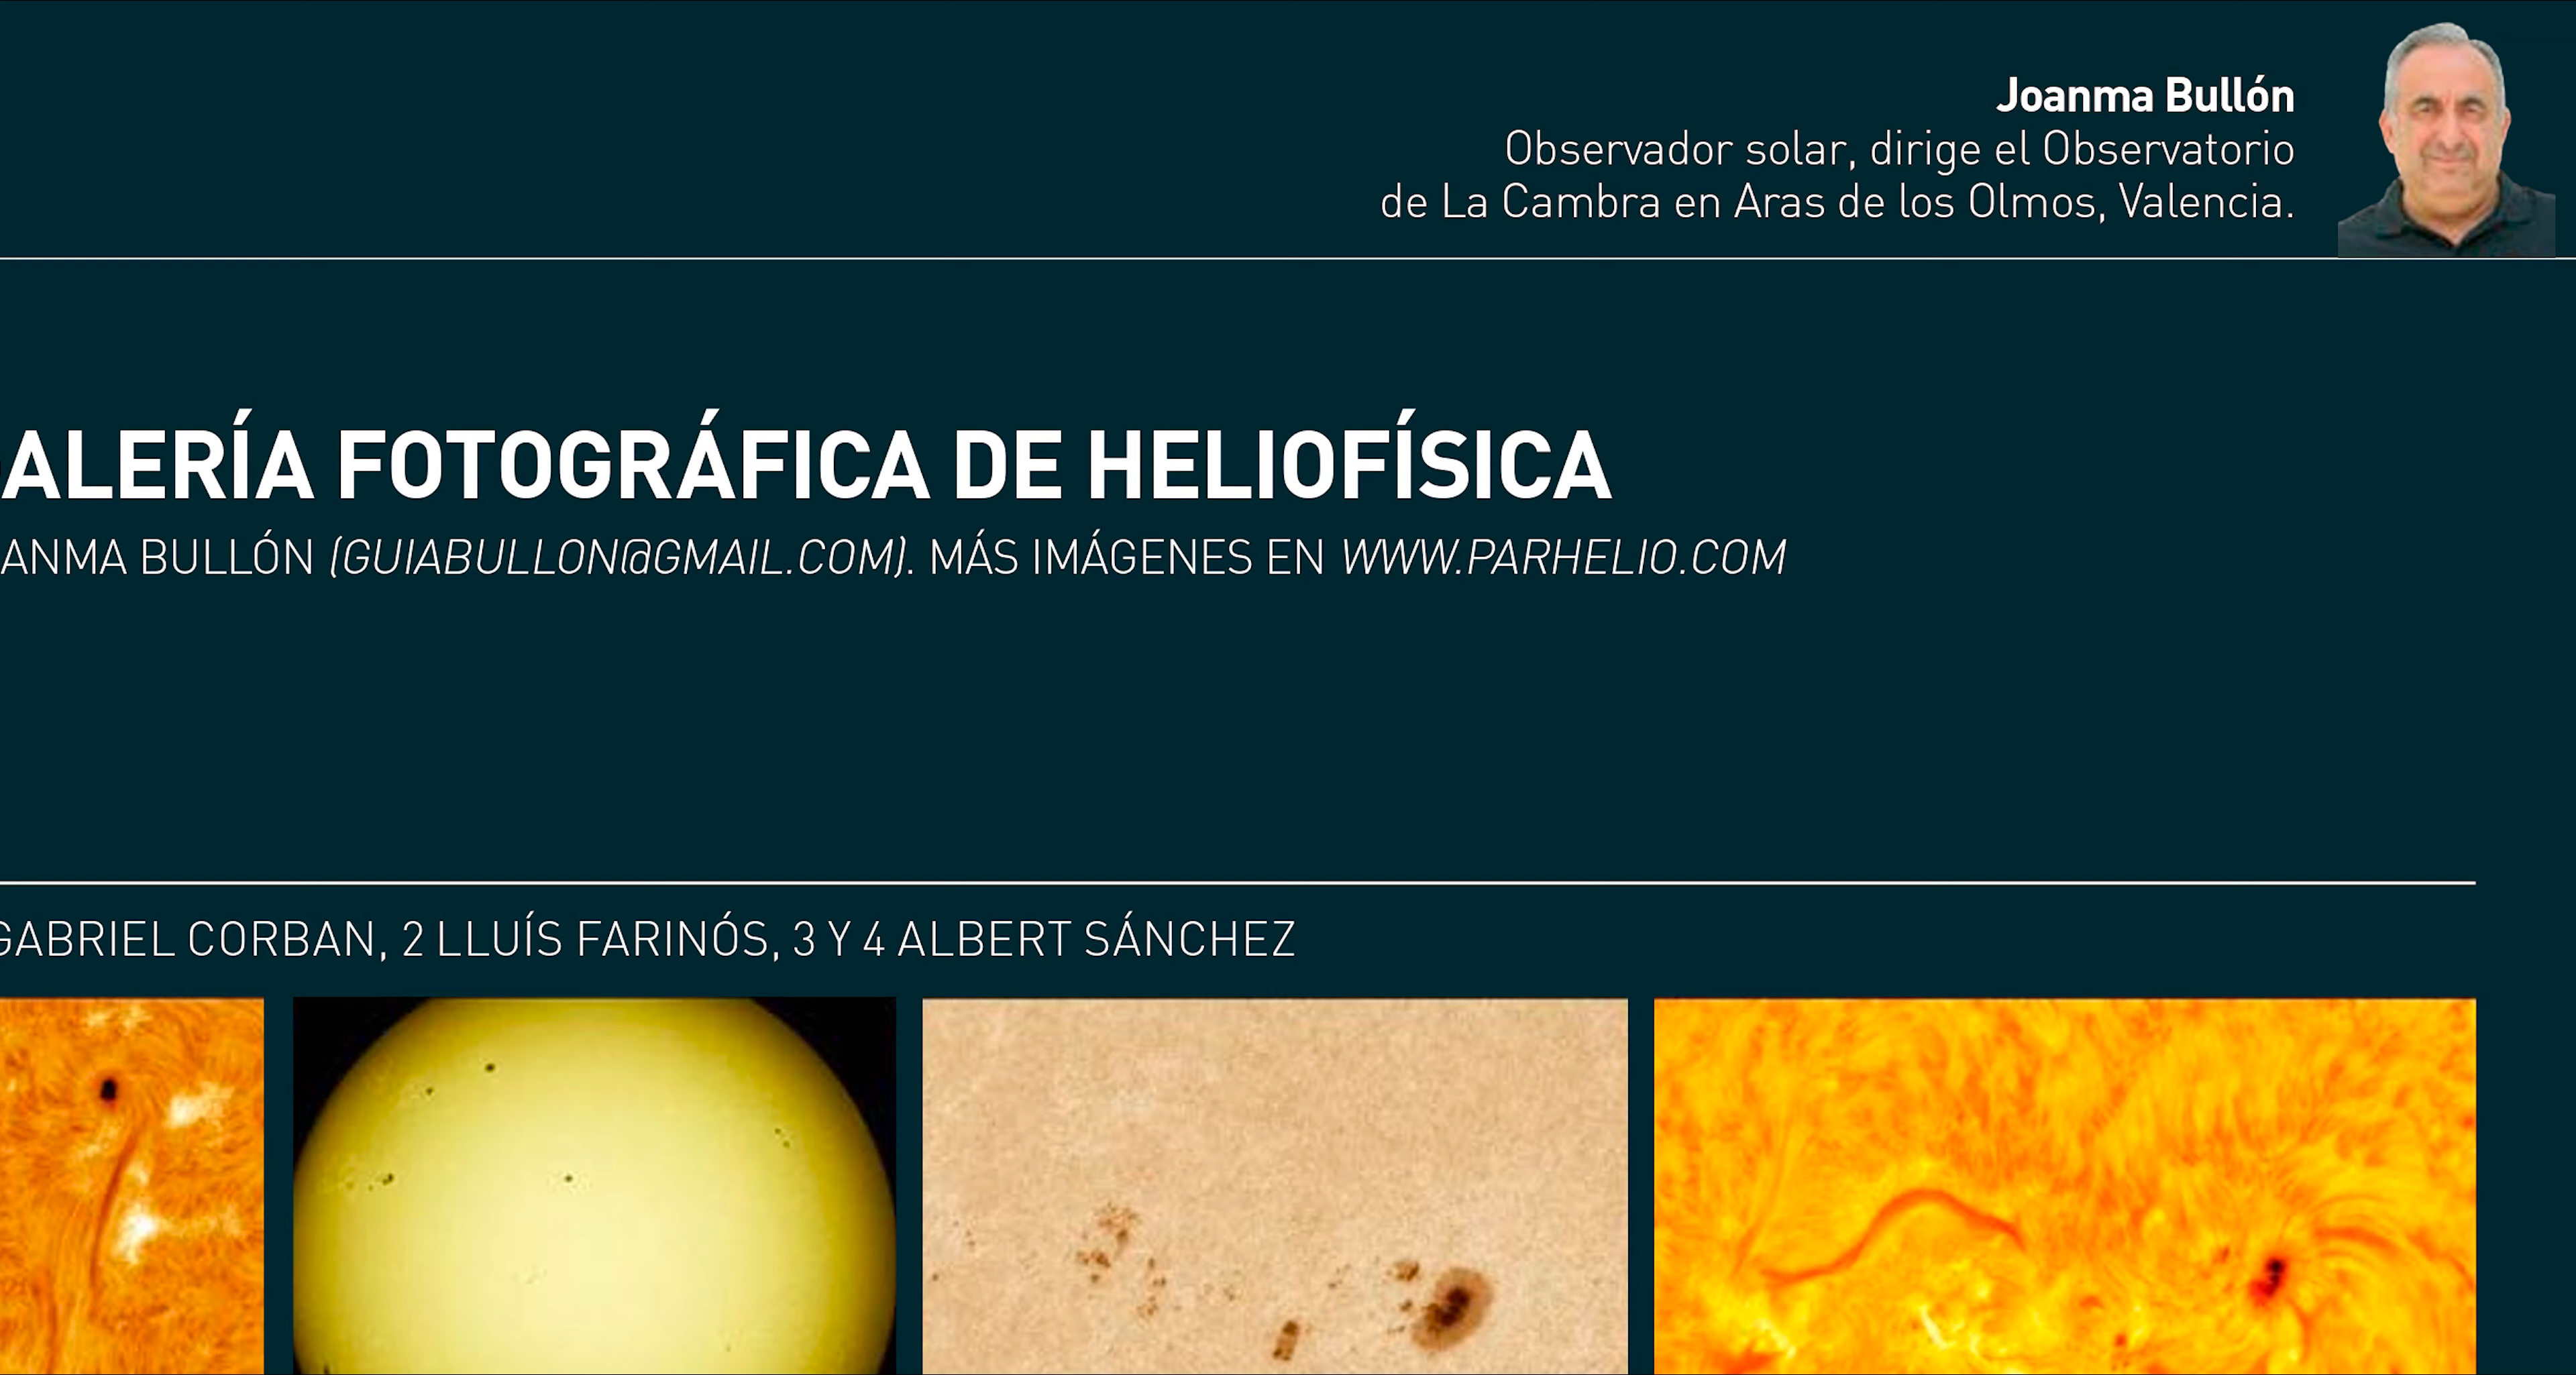 Joanma Bullón
Observador solar, dirige el Observatorio
de La Cambra en Aras de los Olmos, Valencia.
ALERÍA FOTOGRÁFICA DE HELIOFÍSICA
ANMA BULLÓN (GUIABULLON@GMAIL.COM). MÁS IMÁGENES EN WWW.PARHELIO.COM
GABRIEL CORBAN, 2 LLUÍS FARINÓS, 3 Y 4 ALBERT SÁNCHEZ